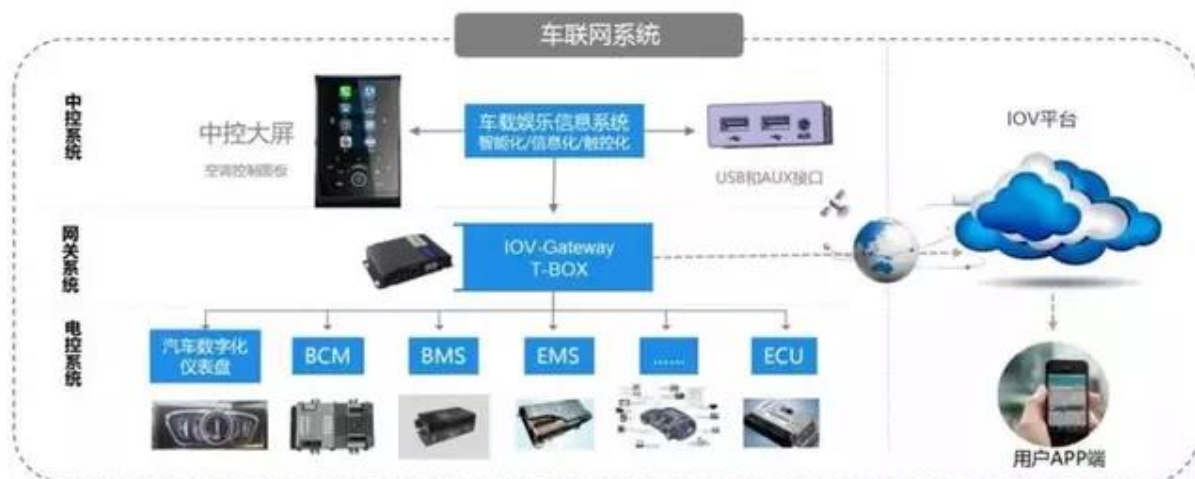 车联网系统
中控系统
中控大屏
空调控制面板
车载娱乐信息系统
智能化/信息化/触控化
USB和AUX接口
IOV平台
网关系统
IOV-Gateway
T-BOX
电控系统
汽车数字化
仪表盘
BCM
BMS
EMS
......
ECU
用户APP端